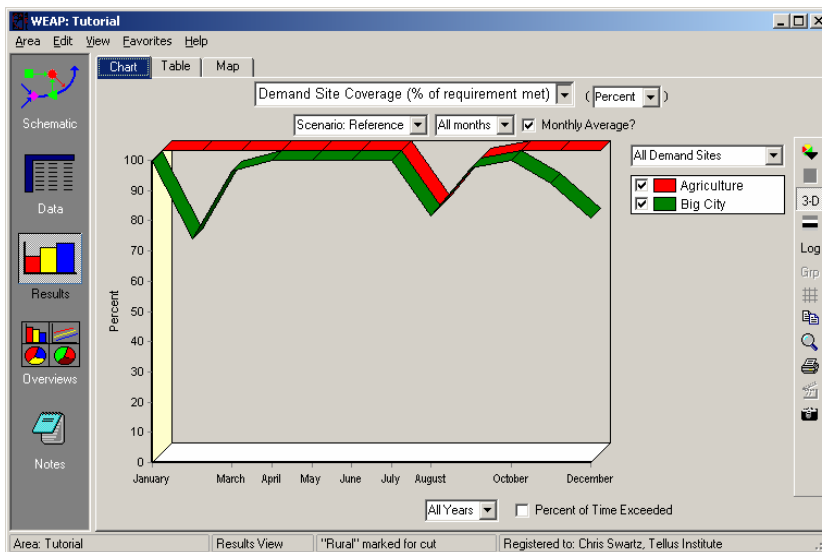 WEAP: Tutorial
Area Edit View Favorites Help
Schematic
Data
Results
Overviews
Notes
Chart Table Map
Demand Site Coverage (% of requirement met) ( Percent )
Scenario: Reference All months Monthly Average?
All Demand Sites
Agriculture
Big City
3-D
Log
Grp
Percent
100
90
80
70
60
50
40
30
20
10
0
January March April May June July August October December
All Years Percent of Time Exceeded
Area: Tutorial Results View "Rural" marked for cut Registered to: Chris Swartz, Tellus Institute